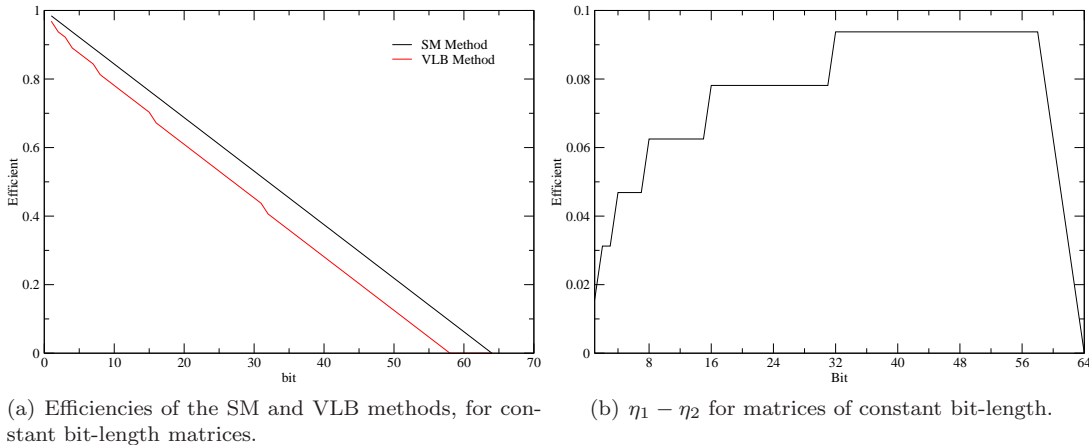 1
0.8
0.6
0.4
0.2
0
Efficient
SM Method
VLB Method
0 10 20 30 40 50 60 70
bit
0.1
0.08
0.06
0.04
0.02
0
Efficient
8 16 24 32 40 48 56 64
Bit
(a) Efficiencies of the SM and VLB methods, for con-
stant bit-length matrices.
(b) η₁ − η₂ for matrices of constant bit-length.